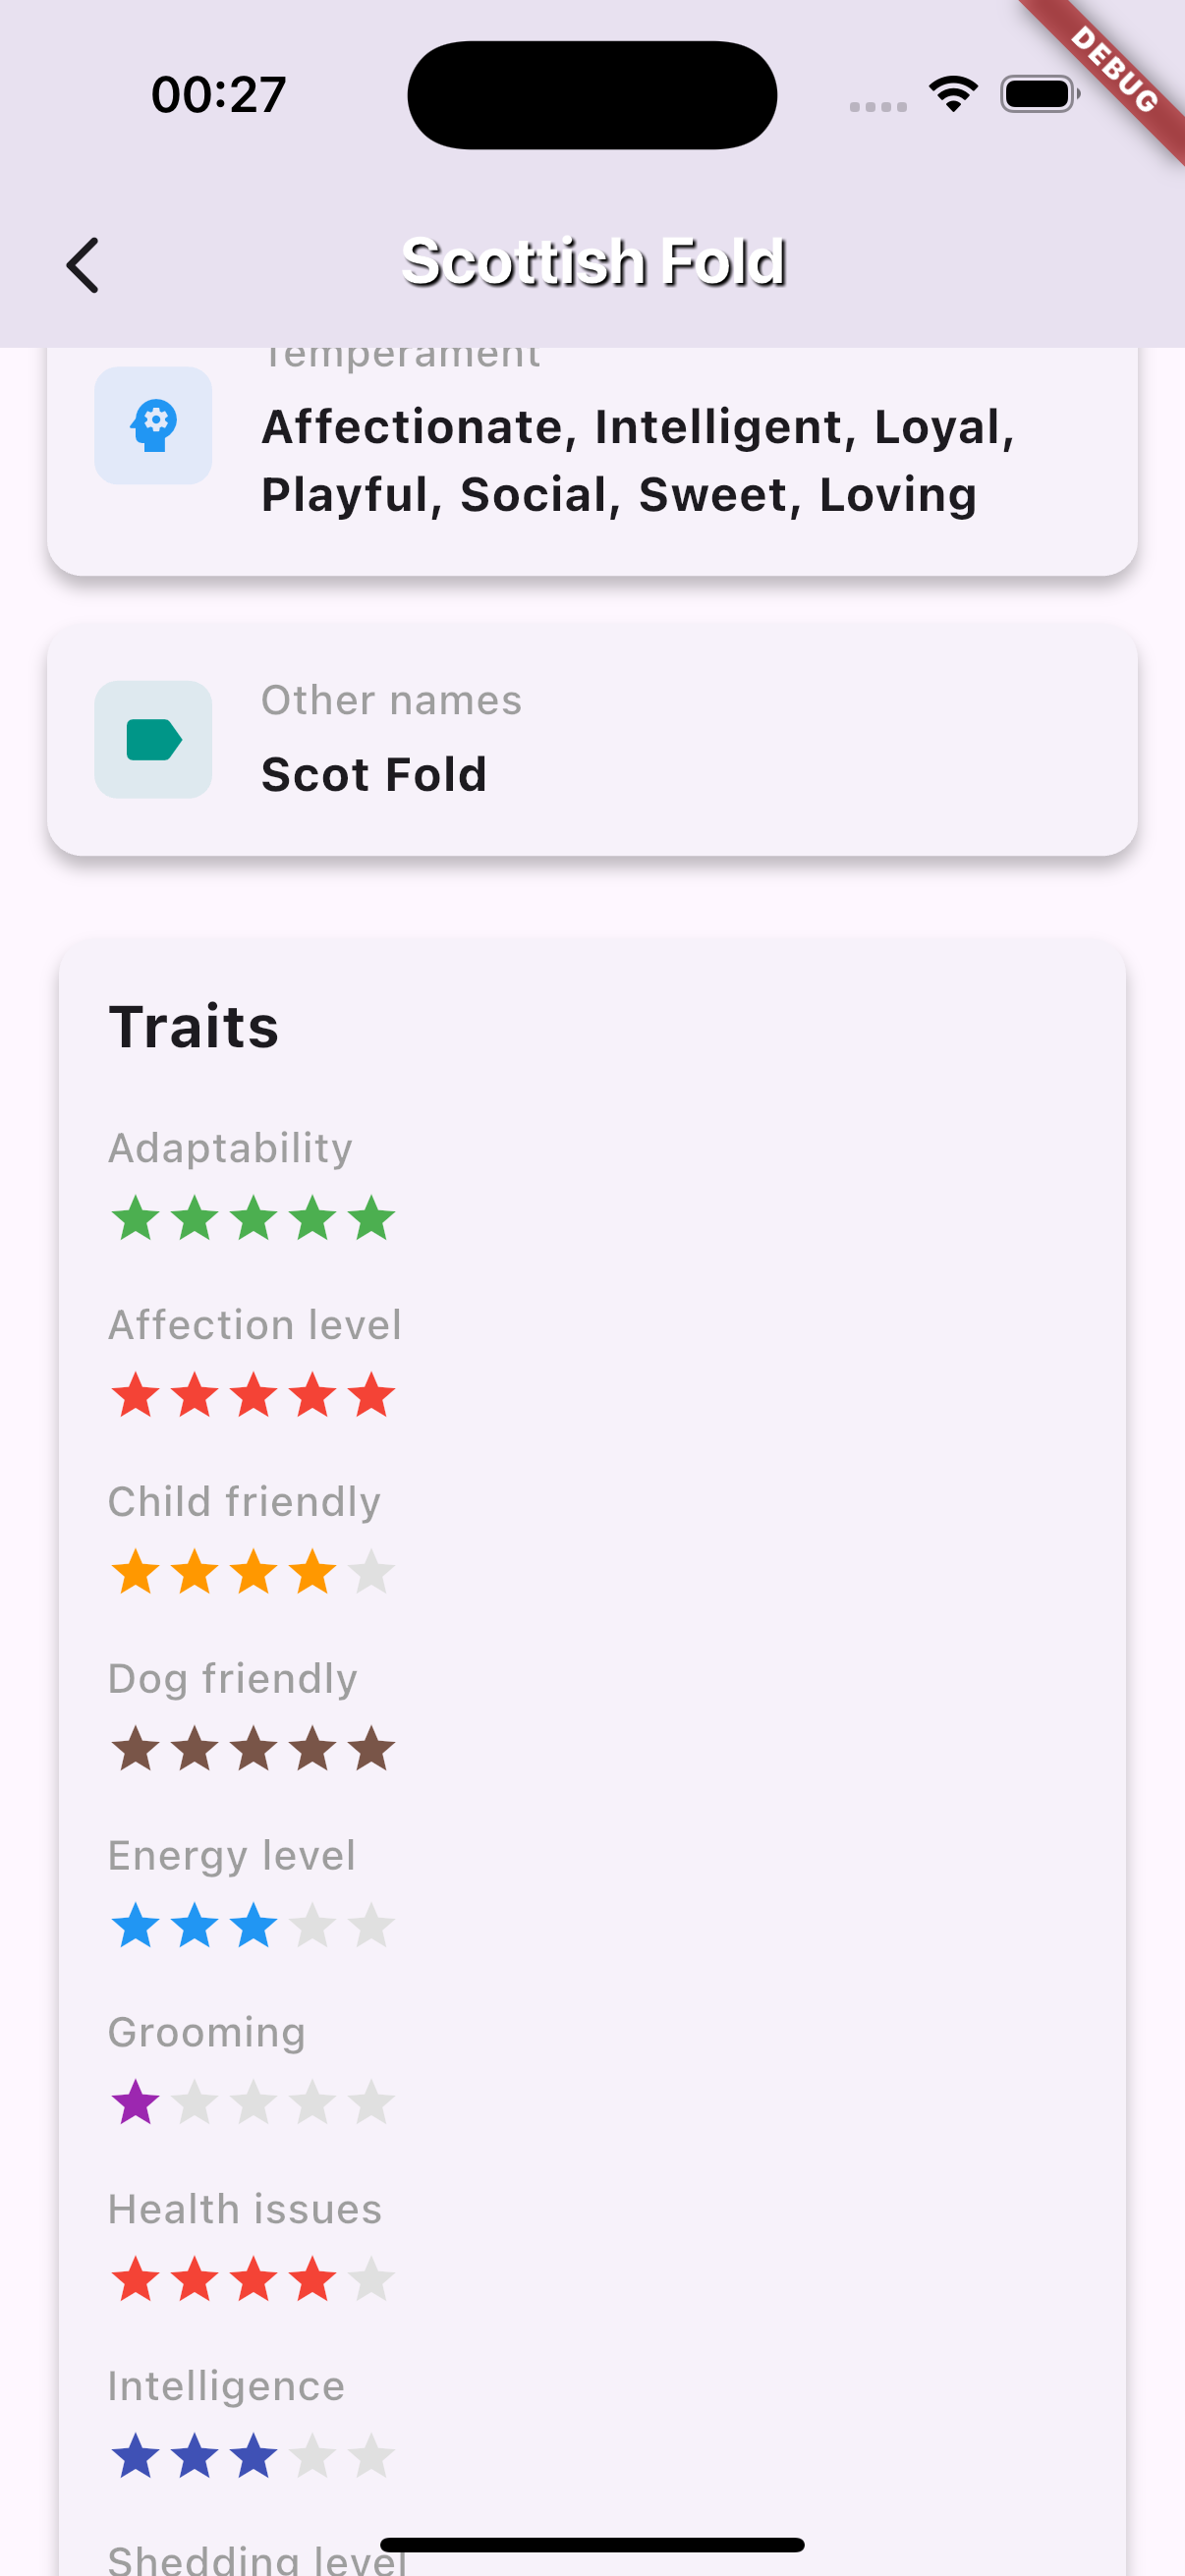 00:27
DEBUG
Scottish Fold
Temperament
Affectionate, Intelligent, Loyal,
Playful, Social, Sweet, Loving
Other names
Scot Fold
Traits
Adaptability
Affection level
Child friendly
Dog friendly
Energy level
Grooming
Health issues
Intelligence
Shedding level